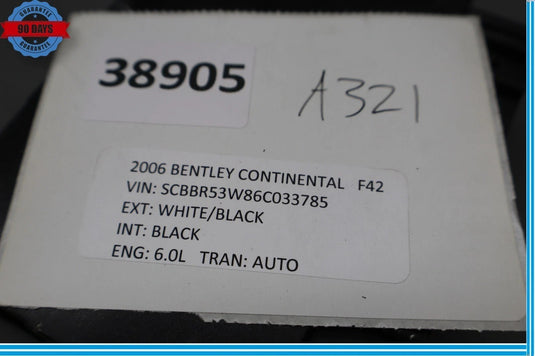 GUARANTEE
90 DAYS
GUARANTEE
38905
A321
2006 BENTLEY CONTINENTAL F42
VIN: SCBBR53W86C033785
EXT: WHITE/BLACK
INT: BLACK
ENG: 6.0L TRAN: AUTO